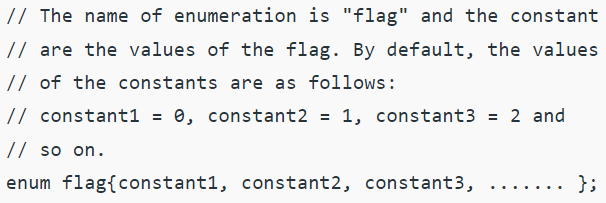 // The name of enumeration is "flag" and the constant
// are the values of the flag. By default, the values
// of the constants are as follows:
// constant1 = 0, constant2 = 1, constant3 = 2 and
// so on.
enum flag{constant1, constant2, constant3, ....... };